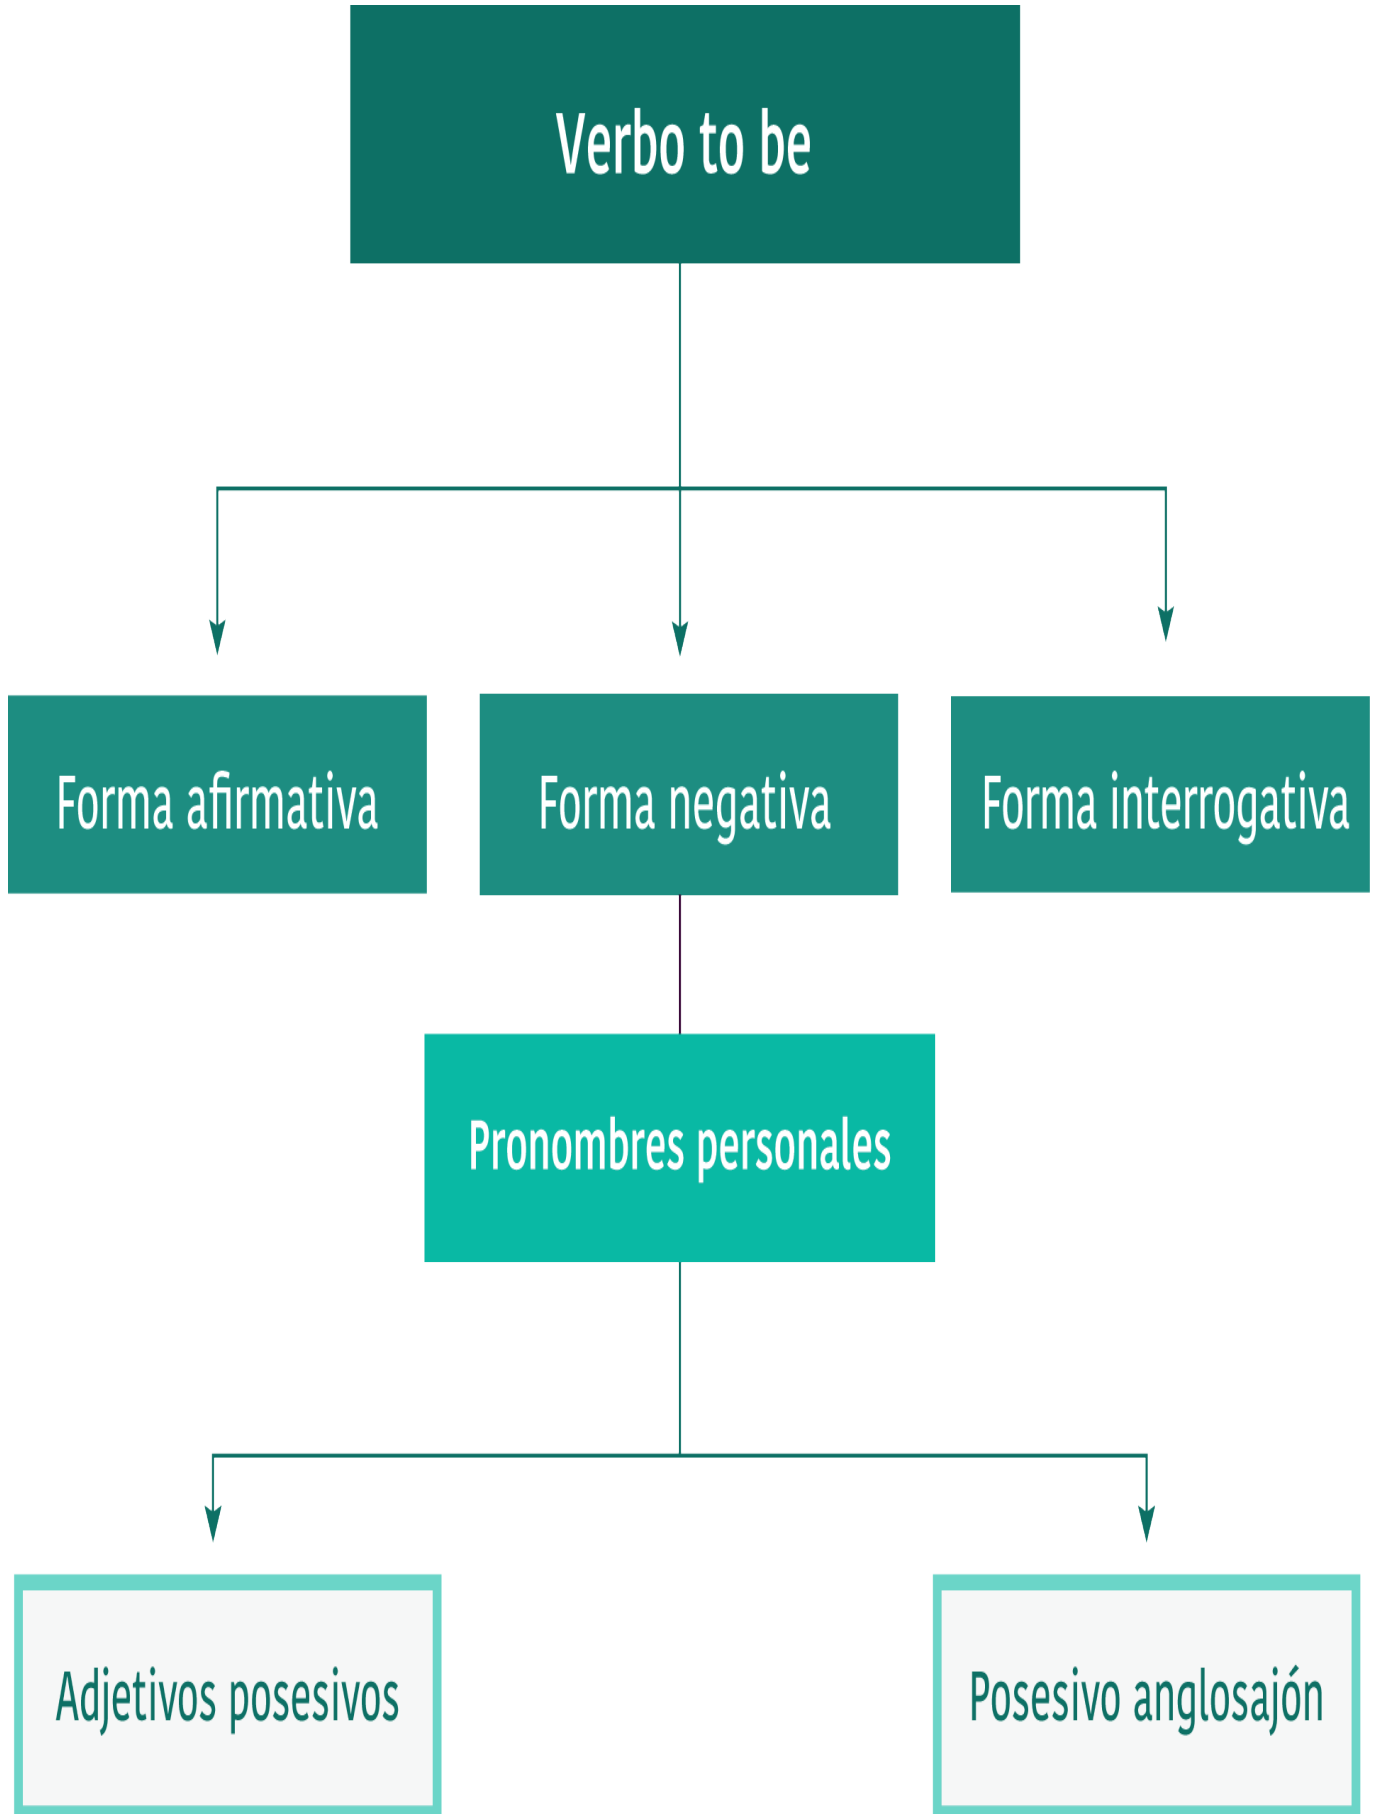 Verbo to be
Forma afirmativa
Forma negativa
Forma interrogativa
Pronombres personales
Adjetivos posesivos
Posesivo anglosajón